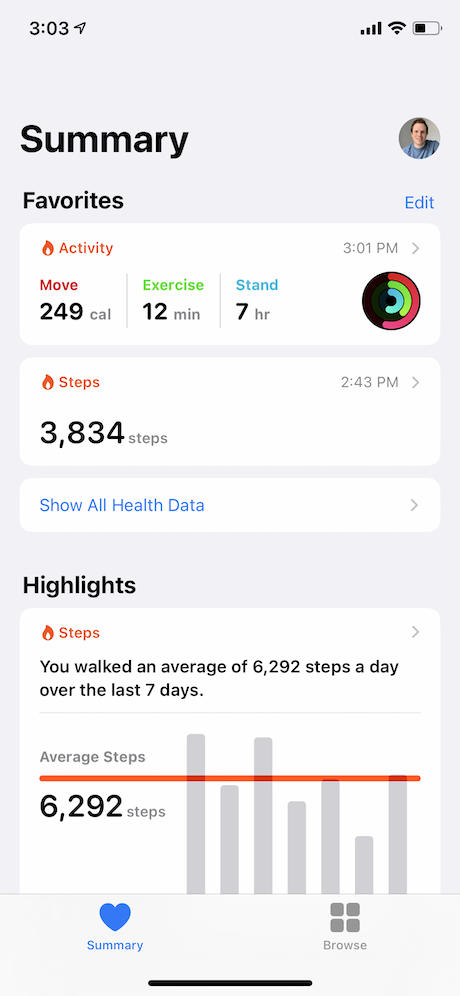 3:03
Summary
Favorites
Edit
Activity
3:01 PM
Move
Exercise
Stand
249 cal
12 min
7 hr
Steps
2:43 PM
3,834 steps
Show All Health Data
Highlights
Steps
You walked an average of 6,292 steps a day
over the last 7 days.
Average Steps
6,292 steps
Summary
Browse